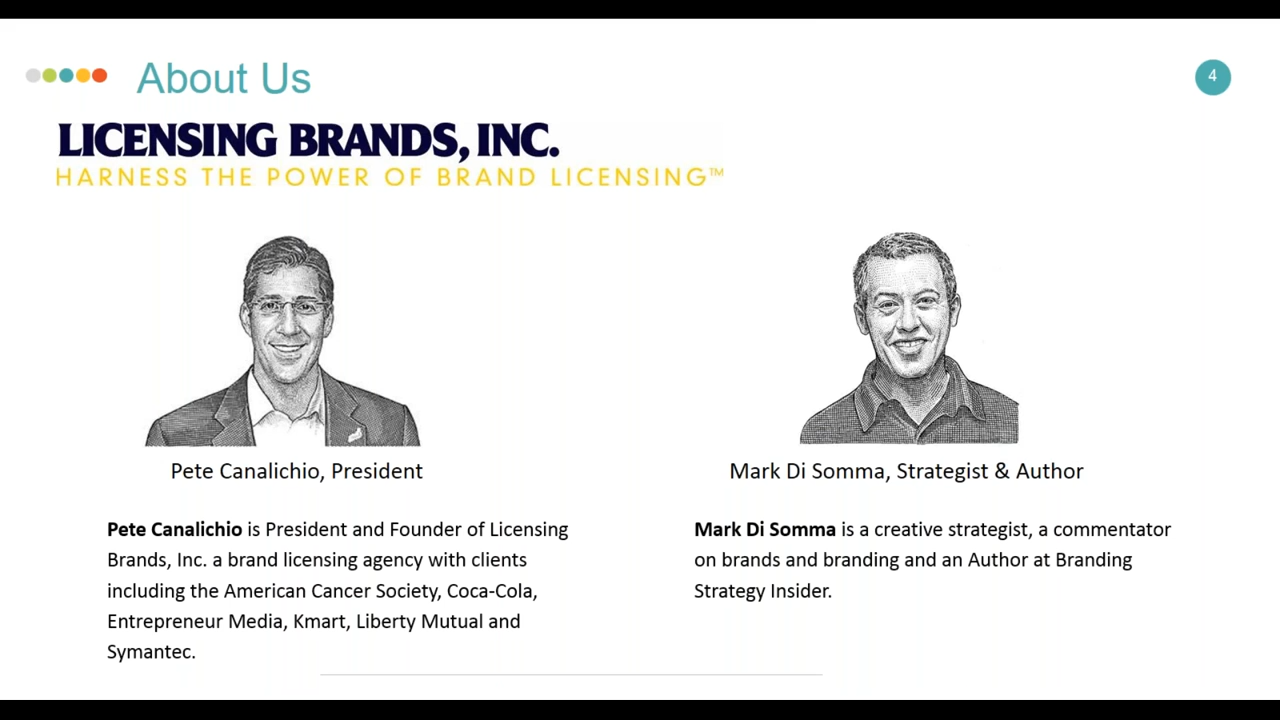 About Us
4
LICENSING BRANDS, INC.
HARNESS THE POWER OF BRAND LICENSING™
Pete Canalichio, President
Pete Canalichio is President and Founder of Licensing
Brands, Inc. a brand licensing agency with clients
including the American Cancer Society, Coca-Cola,
Entrepreneur Media, Kmart, Liberty Mutual and
Symantec.
Mark Di Somma, Strategist & Author
Mark Di Somma is a creative strategist, a commentator
on brands and branding and an Author at Branding
Strategy Insider.